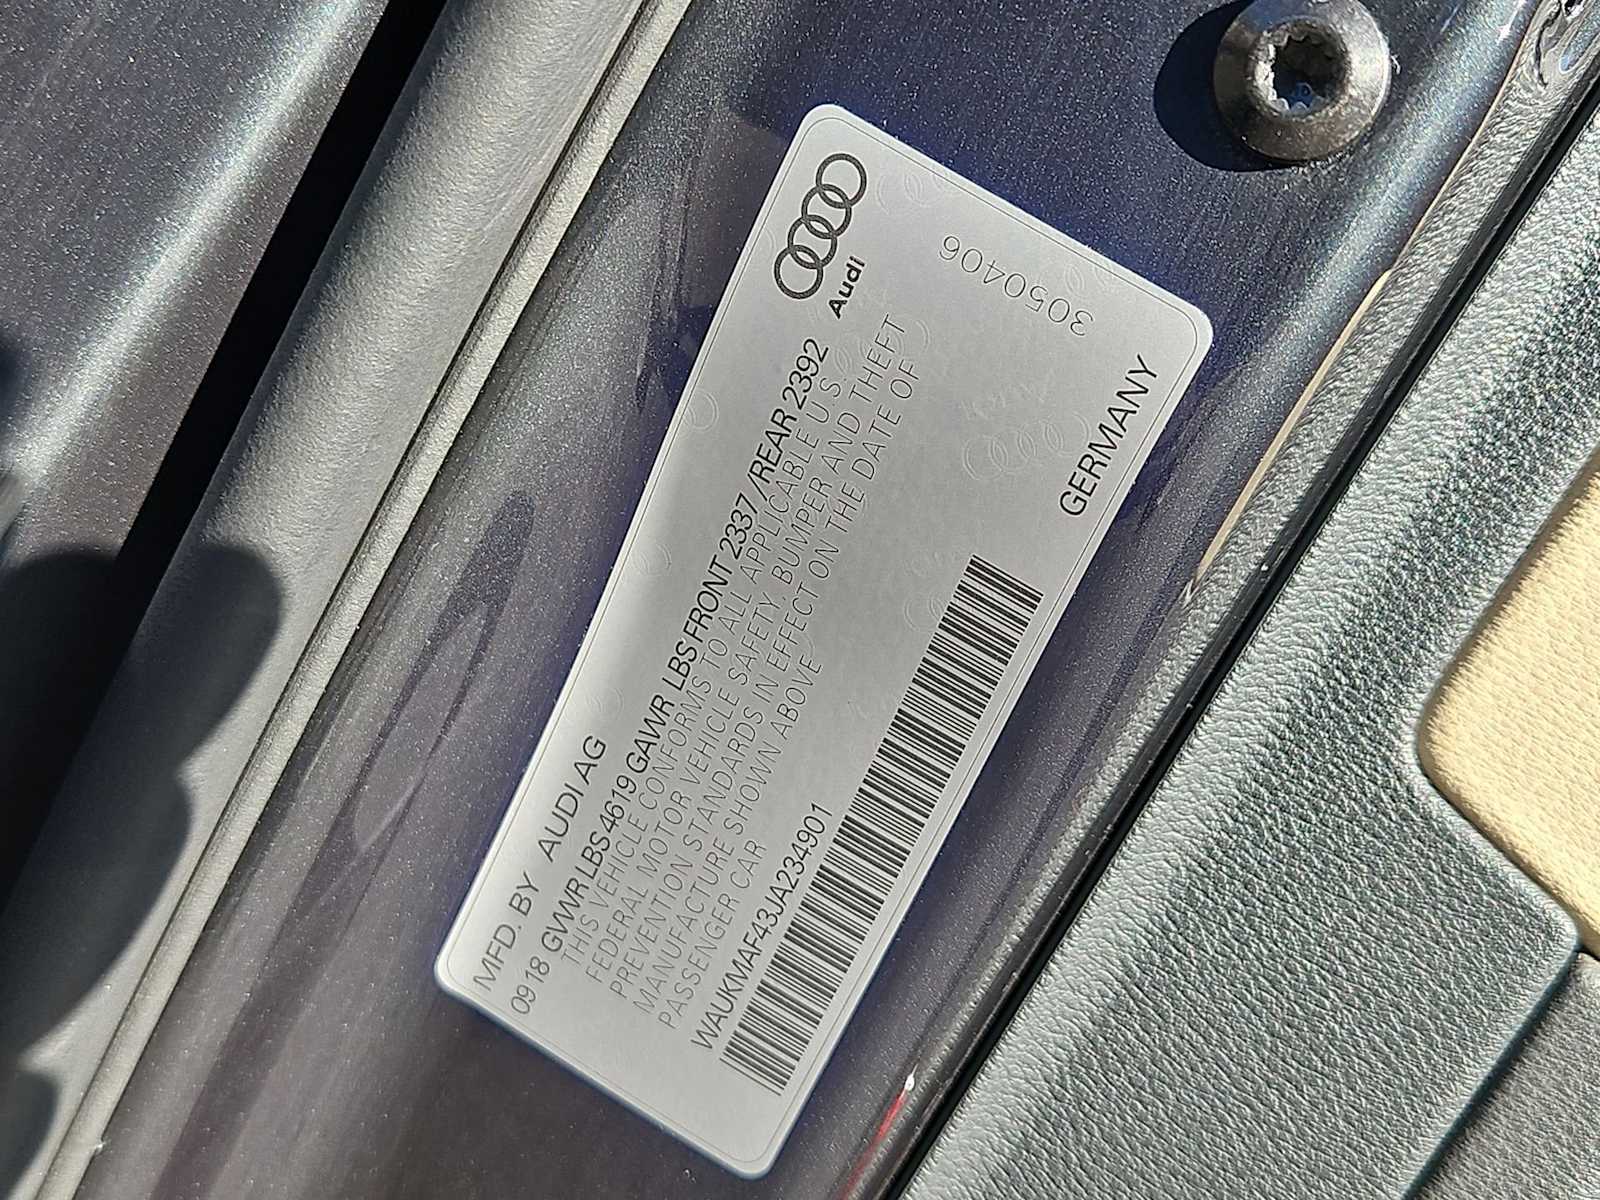 Audi
3050406
MFD. BY AUDI AG
0918 GVWR LBS 4619 GAWR LBS FRONT 2337/REAR 2392
THIS VEHICLE CONFORMS TO ALL APPLICABLE U S
FEDERAL MOTOR VEHICLE SAFETY. BUMPER AND THEFT
PREVENTION STANDARDS IN EFFECT ON THE DATE OF
MANUFACTURE SHOWN ABOVE
PASSENGER CAR
WAUKMAF43JA234901
GERMANY